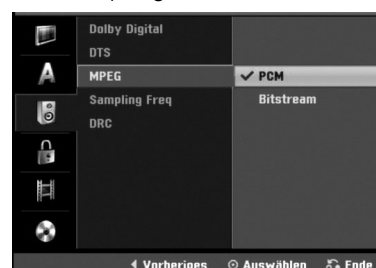 Dolby Digital
DTS
MPEG
✓ PCM
Sampling Freq
Bitstream
DRC
A
Vorheriges
Auswählen
Ende